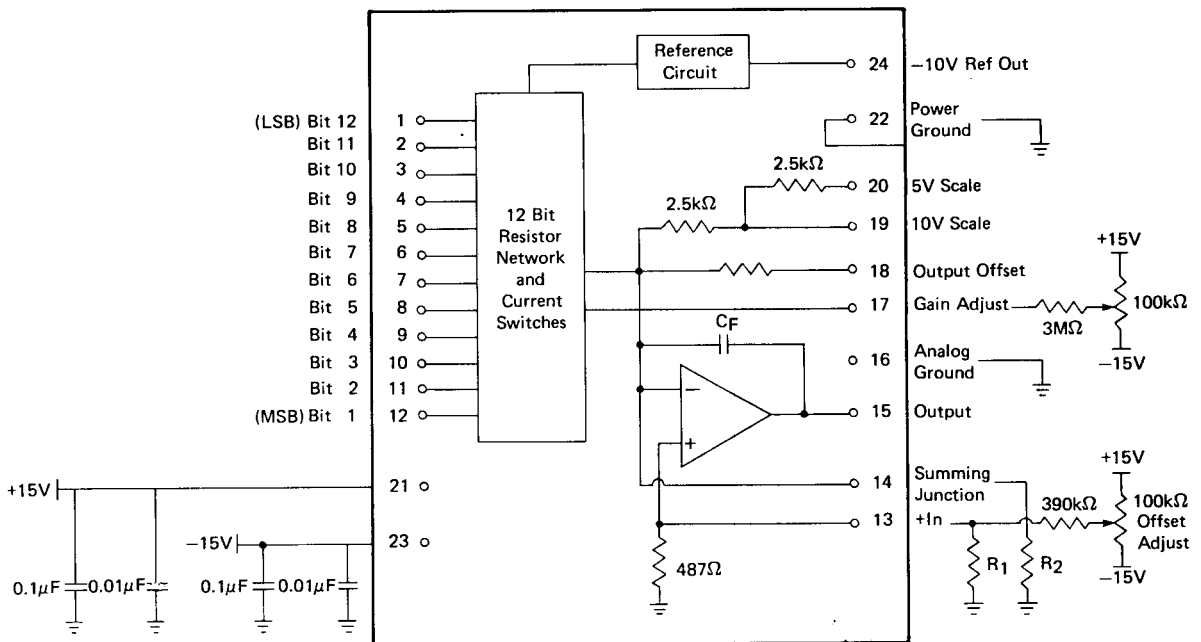 Reference
Circuit
24 −10V Ref Out
22 Power
Ground
2.5kΩ
20 5V Scale
2.5kΩ
19 10V Scale
18 Output Offset
17 Gain Adjust
3MΩ
+15V
100kΩ
−15V
CF
16 Analog
Ground
15 Output
14 Summing
Junction
13 +In
390kΩ
+15V
100kΩ
Offset
Adjust
−15V
R1
R2
487Ω
−
+
12 Bit
Resistor
Network
and
Current
Switches
(LSB) Bit 12 1
Bit 11 2
Bit 10 3
Bit 9 4
Bit 8 5
Bit 7 6
Bit 6 7
Bit 5 8
Bit 4 9
Bit 3 10
Bit 2 11
(MSB) Bit 1 12
+15V 21
−15V 23
0.1μF 0.01μF 0.1μF 0.01μF